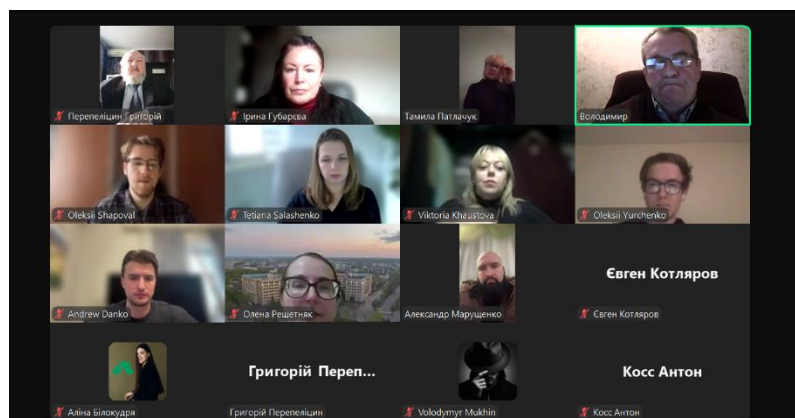 Перепеліцин Григорій
Ірина Губарєва
Тамила Патлачук
Володимир
Oleksii Shapoval
Tetiana Salashenko
Viktoria Khaustova
Oleksii Yurchenko
Andrew Danko
Олена Решетняк
Александр Марущенко
Євген Котляров
Євген Котляров
Аліна Білокудря
Григорій Переп...
Григорій Перепеліцин
Volodymyr Mukhin
Косс Антон
Косс Антон